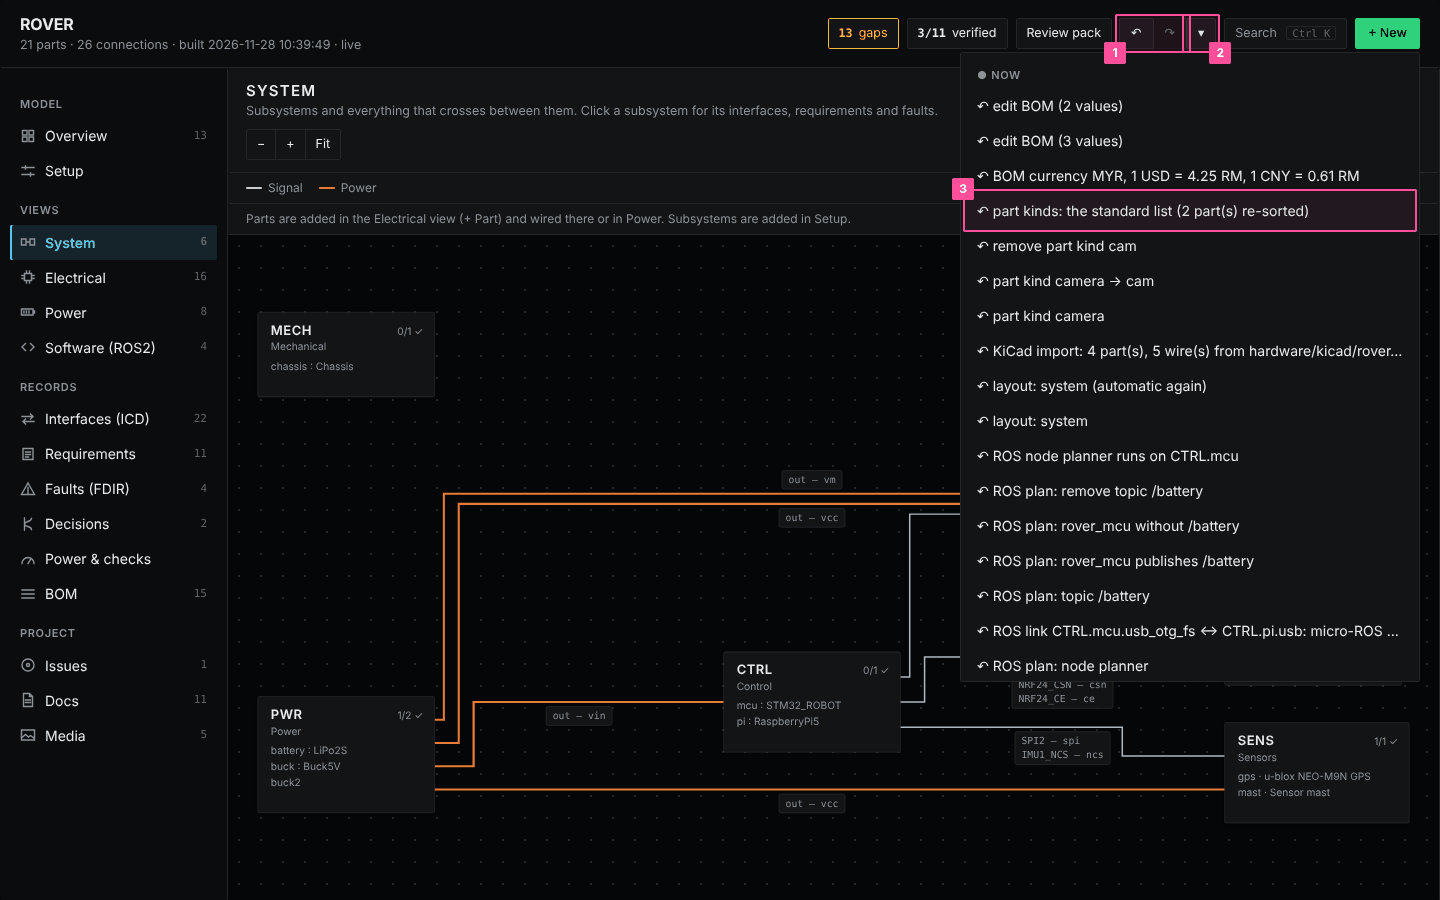 ROVER
21 parts · 26 connections · built 2026-11-28 10:39:49 · live
13 gaps
3/11 verified
Review pack
↶ ↷ ▾
Search Ctrl K
+ New
1
2
MODEL
Overview 13
Setup
VIEWS
System 6
Electrical 16
Power 8
Software (ROS2) 4
RECORDS
Interfaces (ICD) 22
Requirements 11
Faults (FDIR) 4
Decisions 2
Power & checks
BOM 15
PROJECT
Issues 1
Docs 11
Media 5
SYSTEM
Subsystems and everything that crosses between them. Click a subsystem for its interfaces, requirements and faults.
− + Fit
Signal Power
Parts are added in the Electrical view (+ Part) and wired there or in Power. Subsystems are added in Setup.
NOW
↶ edit BOM (2 values)
↶ edit BOM (3 values)
↶ BOM currency MYR, 1 USD = 4.25 RM, 1 CNY = 0.61 RM
3
↶ part kinds: the standard list (2 part(s) re-sorted)
↶ remove part kind cam
↶ part kind camera → cam
↶ part kind camera
↶ KiCad import: 4 part(s), 5 wire(s) from hardware/kicad/rover...
↶ layout: system (automatic again)
↶ layout: system
↶ ROS node planner runs on CTRL.mcu
↶ ROS plan: remove topic /battery
↶ ROS plan: rover_mcu without /battery
↶ ROS plan: rover_mcu publishes /battery
↶ ROS plan: topic /battery
↶ ROS link CTRL.mcu.usb_otg_fs ↔ CTRL.pi.usb: micro-ROS ...
↶ ROS plan: node planner
MECH 0/1 ✓
Mechanical
chassis : Chassis
out — vm
out — vcc
CTRL 0/1 ✓
Control
mcu : STM32_ROBOT
pi : RaspberryPi5
NRF24_CSN — csn
NRF24_CE — ce
PWR 1/2 ✓
Power
battery : LiPo2S
buck : Buck5V
buck2
out — vin
SPI2 — spi
IMU1_NCS — ncs
out — vcc
SENS 1/1 ✓
Sensors
gps · u-blox NEO-M9N GPS
mast · Sensor mast